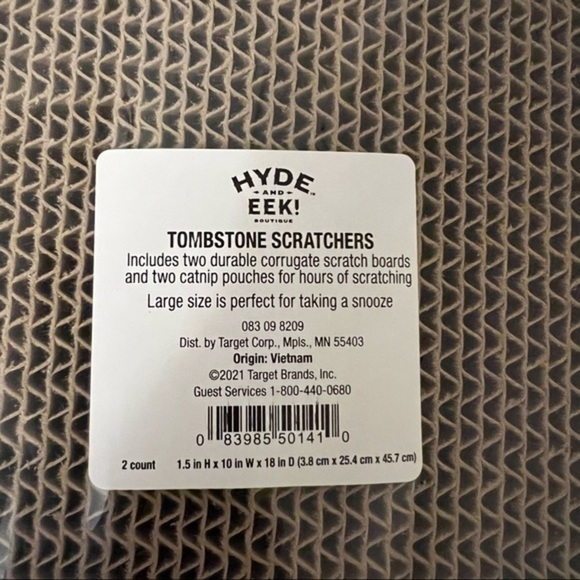 HYDE
AND
EEK!
BOUTIQUE
TOMBSTONE SCRATCHERS
Includes two durable corrugate scratch boards
and two catnip pouches for hours of scratching
Large size is perfect for taking a snooze
083 09 8209
Dist. by Target Corp., Mpls., MN 55403
Origin: Vietnam
©2021 Target Brands, Inc.
Guest Services 1-800-440-0680
0 83985 50141 0
2 count 1.5 in H x 10 in W x 18 in D (3.8 cm x 25.4 cm x 45.7 cm)